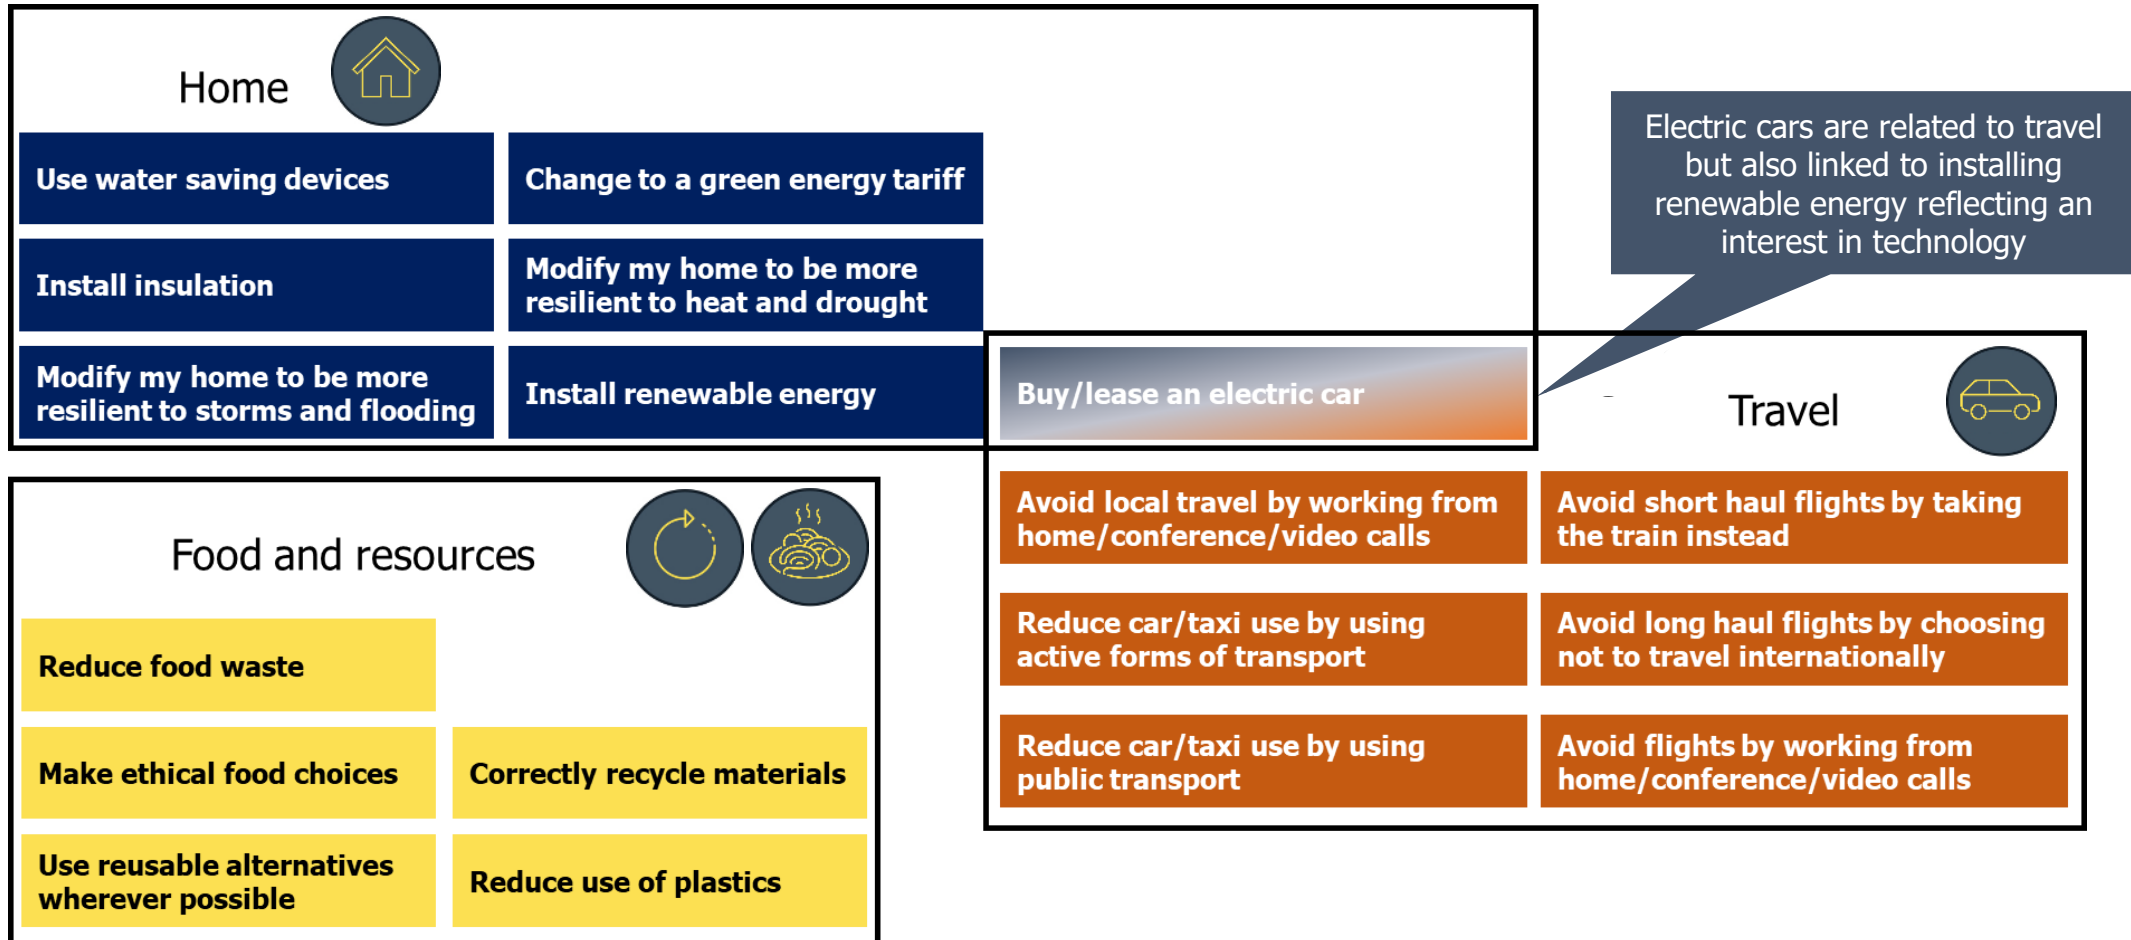 Home
Use water saving devices
Change to a green energy tariff
Install insulation
Modify my home to be more
resilient to heat and drought
Modify my home to be more
resilient to storms and flooding
Install renewable energy
Buy/lease an electric car
Electric cars are related to travel
but also linked to installing
renewable energy reflecting an
interest in technology
Travel
Avoid local travel by working from
home/conference/video calls
Avoid short haul flights by taking
the train instead
Reduce car/taxi use by using
active forms of transport
Avoid long haul flights by choosing
not to travel internationally
Reduce car/taxi use by using
public transport
Avoid flights by working from
home/conference/video calls
Food and resources
Reduce food waste
Make ethical food choices
Correctly recycle materials
Use reusable alternatives
wherever possible
Reduce use of plastics